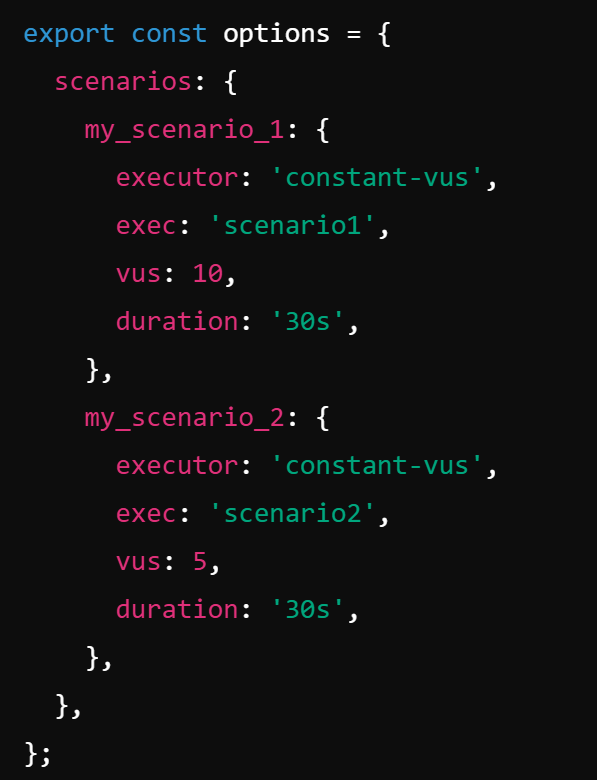 export const options = {
  scenarios: {
    my_scenario_1: {
      executor: 'constant-vus',
      exec: 'scenario1',
      vus: 10,
      duration: '30s',
    },
    my_scenario_2: {
      executor: 'constant-vus',
      exec: 'scenario2',
      vus: 5,
      duration: '30s',
    },
  },
};